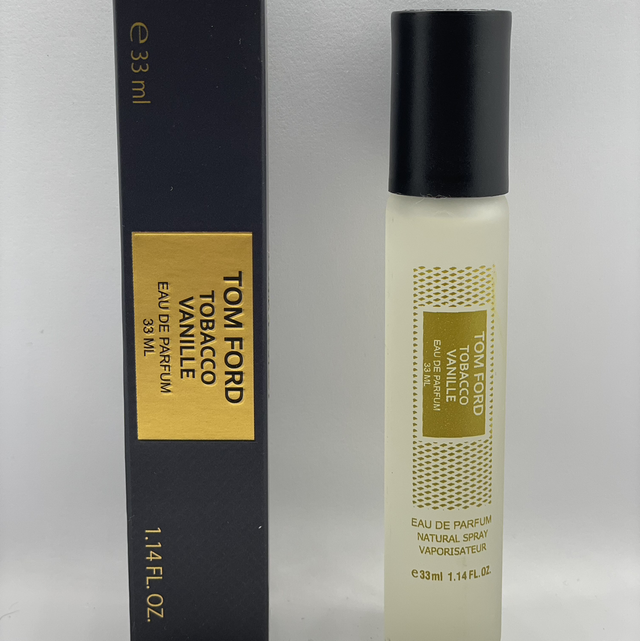 ℮ 33 ml
TOM FORD
TOBACCO
VANILLE
EAU DE PARFUM
33 ML
1.14 FL. OZ.
TOM FORD
TOBACCO
VANILLE
EAU DE PARFUM
33 ML
EAU DE PARFUM
NATURAL SPRAY
VAPORISATEUR
℮33ml 1.14 FL.OZ.